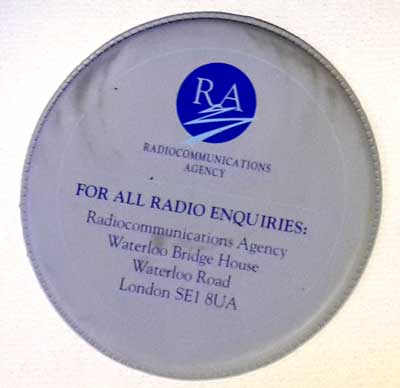 RA
RADIOCOMMUNICATIONS
AGENCY
FOR ALL RADIO ENQUIRIES:
Radiocommunications Agency
Waterloo Bridge House
Waterloo Road
London SE1 8UA